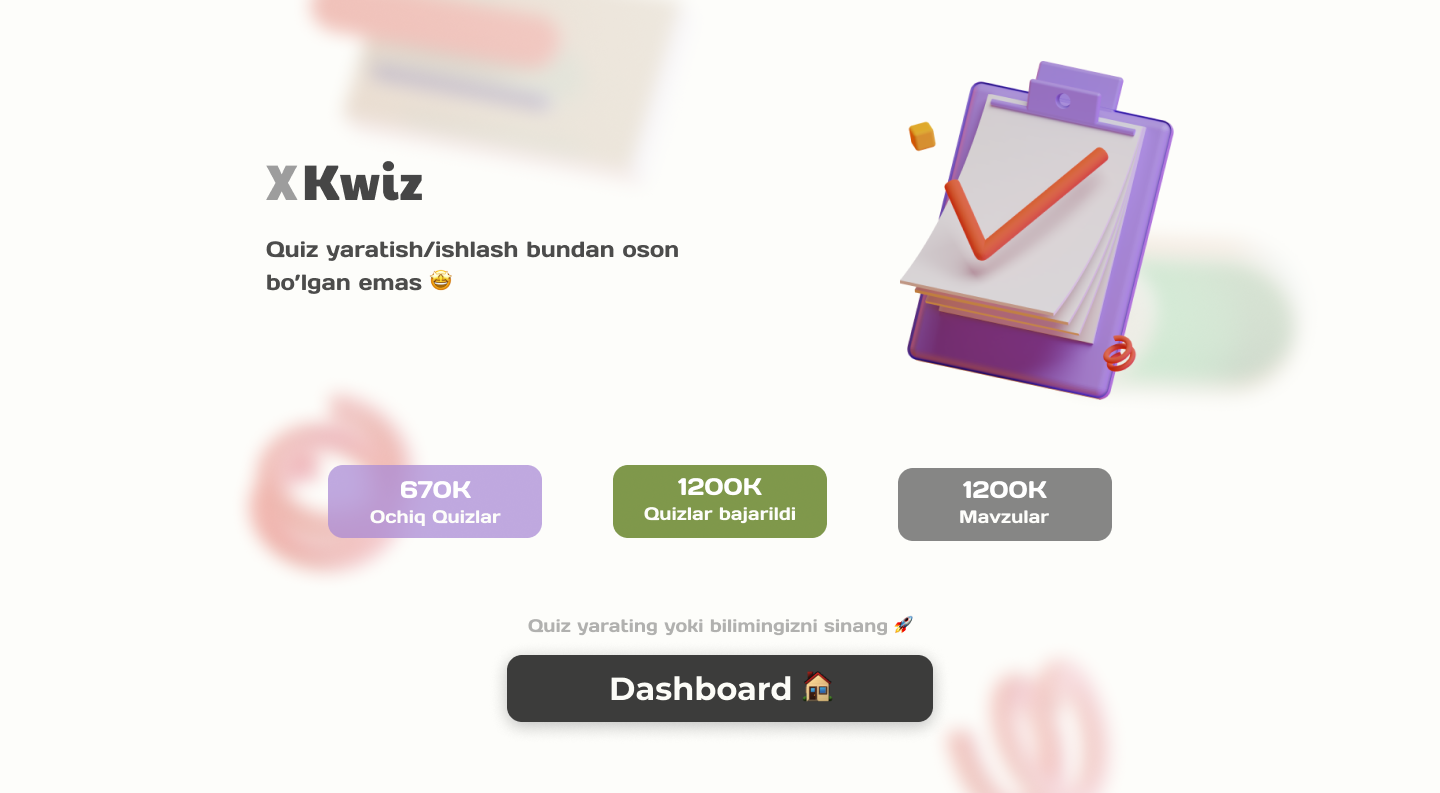 X Kwiz
Quiz yaratish/ishlash bundan oson
bo’lgan emas 🤩
670K
Ochiq Quizlar
1200K
Quizlar bajarildi
1200K
Mavzular
Quiz yarating yoki bilimingizni sinang 🚀
Dashboard 🏠